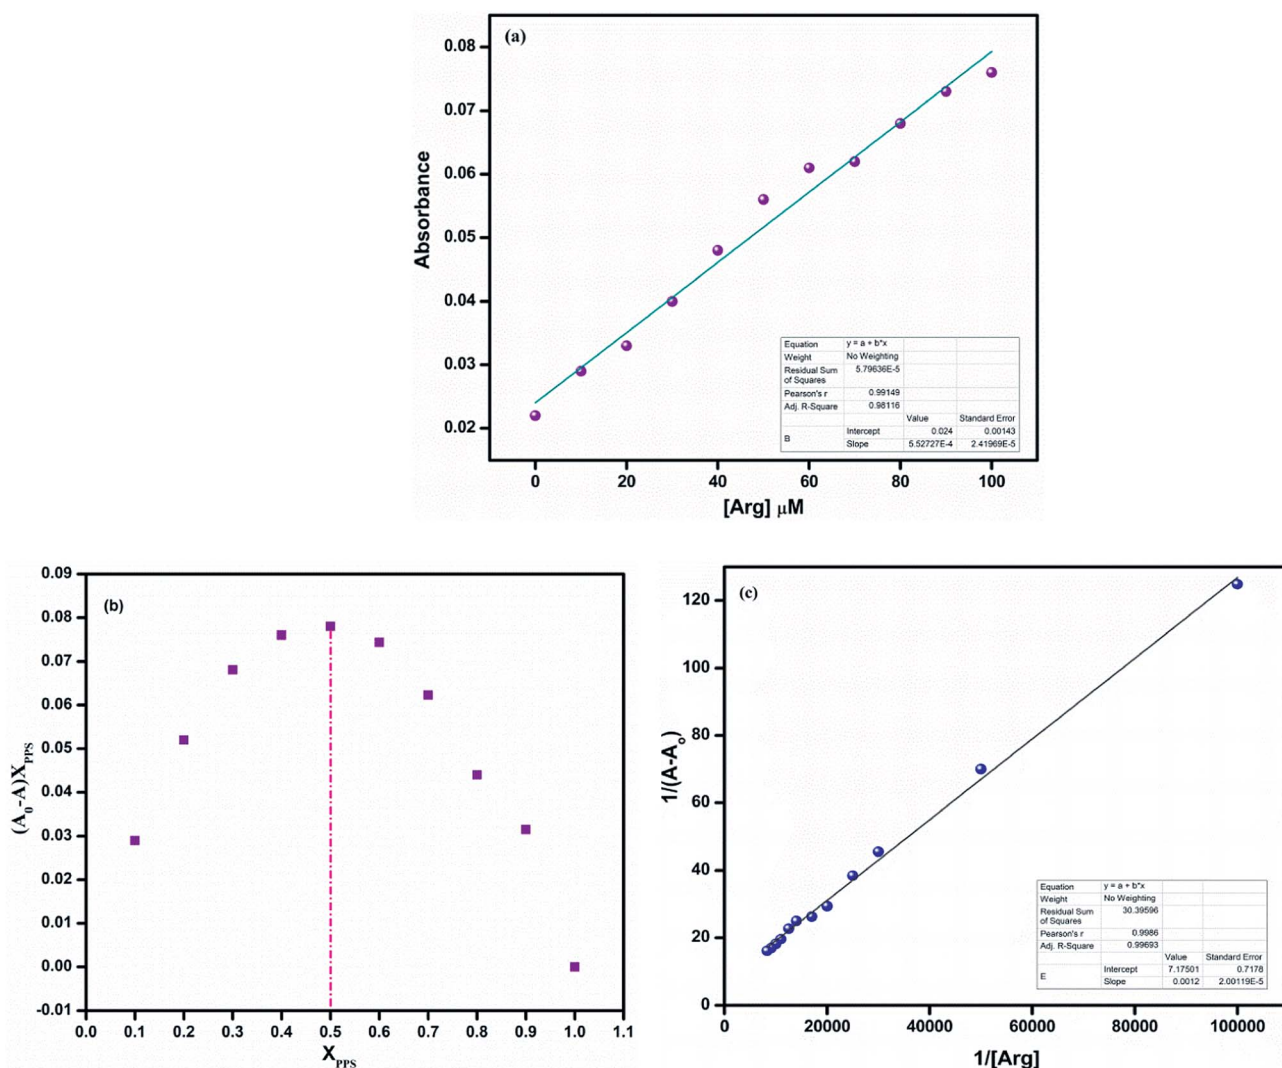 (a)
0.08
0.07
0.06
0.05
0.04
0.03
0.02
Absorbance
0 20 40 60 80 100
[Arg] μM
Equation y = a + b*x
Weight No Weighting
Residual Sum of Squares 5.79636E-5
Pearson's r 0.99149
Adj. R-Square 0.98116
Value Standard Error
B Intercept 0.024 0.00143
Slope 5.52727E-4 2.41969E-5
(b)
0.09
0.08
0.07
0.06
0.05
0.04
0.03
0.02
0.01
0.00
-0.01
(A0-A)XPPS
0.0 0.1 0.2 0.3 0.4 0.5 0.6 0.7 0.8 0.9 1.0 1.1
XPPS
(c)
120
100
80
60
40
20
0
1/(A-Ao)
0 20000 40000 60000 80000 100000
1/[Arg]
Equation y = a + b*x
Weight No Weighting
Residual Sum of Squares 30.39596
Pearson's r 0.9986
Adj. R-Square 0.99693
Value Standard Error
E Intercept 7.17501 0.7178
Slope 0.0012 2.00119E-5